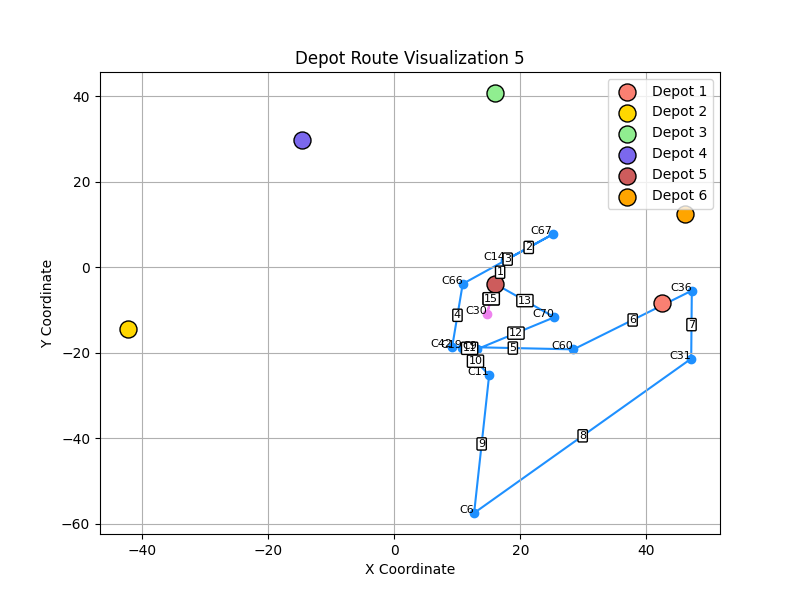 Depot Route Visualization 5
Depot 1
Depot 2
Depot 3
Depot 4
Depot 5
Depot 6
Y Coordinate
40
20
0
−20
−40
−60
C67
2
C14
3
1
C66
C36
15
13
C30
4
C70
6
7
12
C42
C9
11
5
C60
10
C31
C11
8
9
C6
−40
−20
0
20
40
X Coordinate